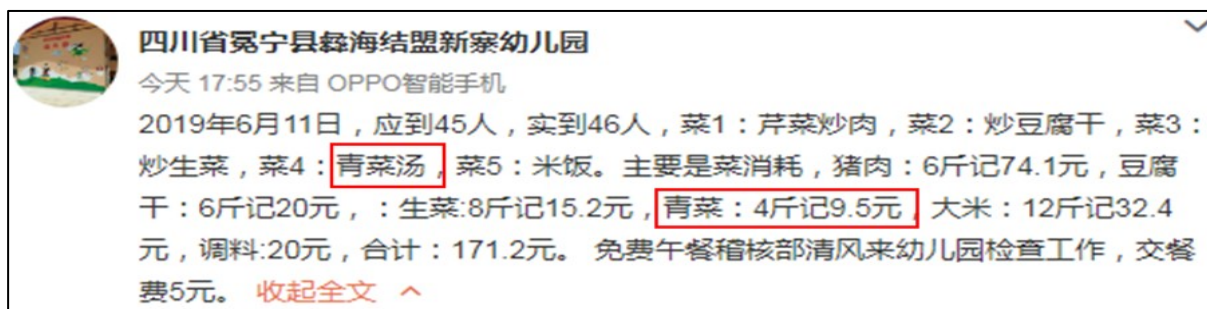 四川省冕宁县彝海结盟新寨幼儿园
今天 17:55 来自 OPPO智能手机
2019年6月11日，应到45人，实到46人，菜1：芹菜炒肉，菜2：炒豆腐干，菜3：
炒生菜，菜4：青菜汤，菜5：米饭。主要是菜消耗，猪肉：6斤记74.1元，豆腐
干：6斤记20元，：生菜:8斤记15.2元，青菜：4斤记9.5元，大米：12斤记32.4
元，调料:20元，合计：171.2元。 免费午餐稽核部清风来幼儿园检查工作，交餐
费5元。 收起全文